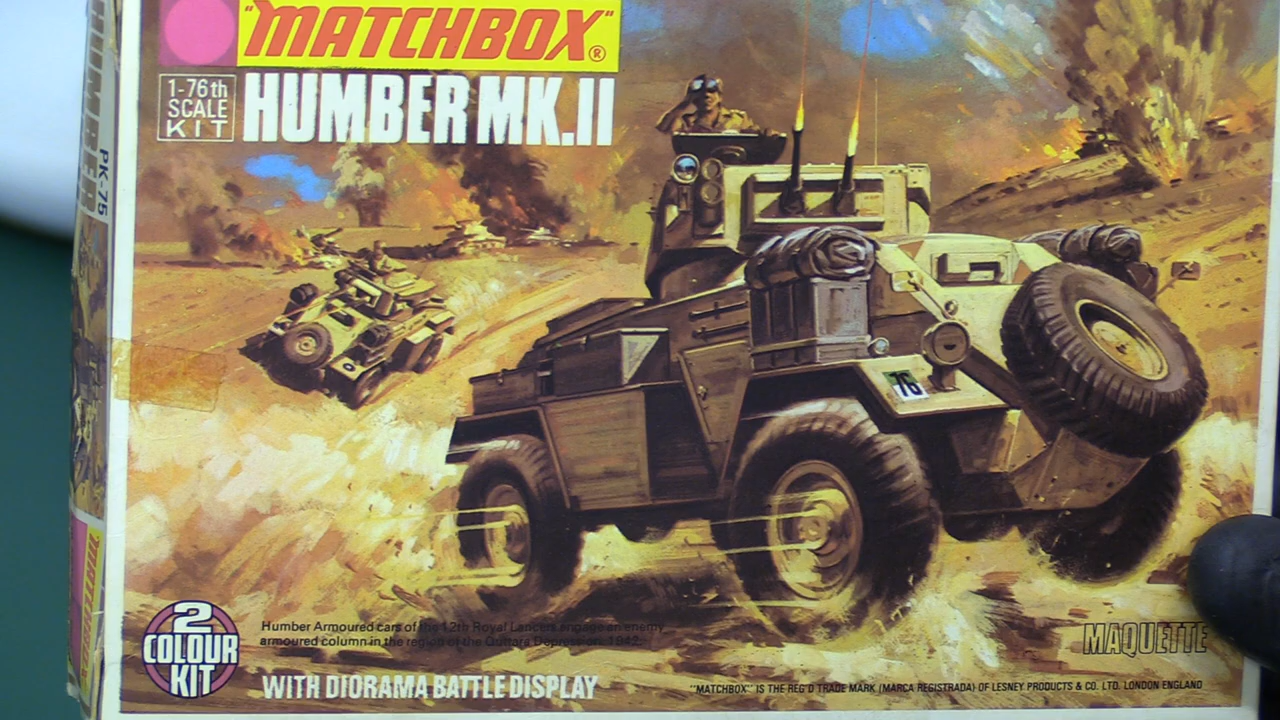 "MATCHBOX"®
1-76th
SCALE
KIT
HUMBER MK.II
HUMBER
PK-75
76
2
COLOUR
KIT
Humber Armoured cars of the 12th Royal Lancers engage an enemy
armoured column in the region of the Quttara Depression, 1942.
WITH DIORAMA BATTLE DISPLAY
MAQUETTE
"MATCHBOX" IS THE REG'D TRADE MARK (MARCA REGISTRADA) OF LESNEY PRODUCTS & CO. LTD. LONDON ENGLAND